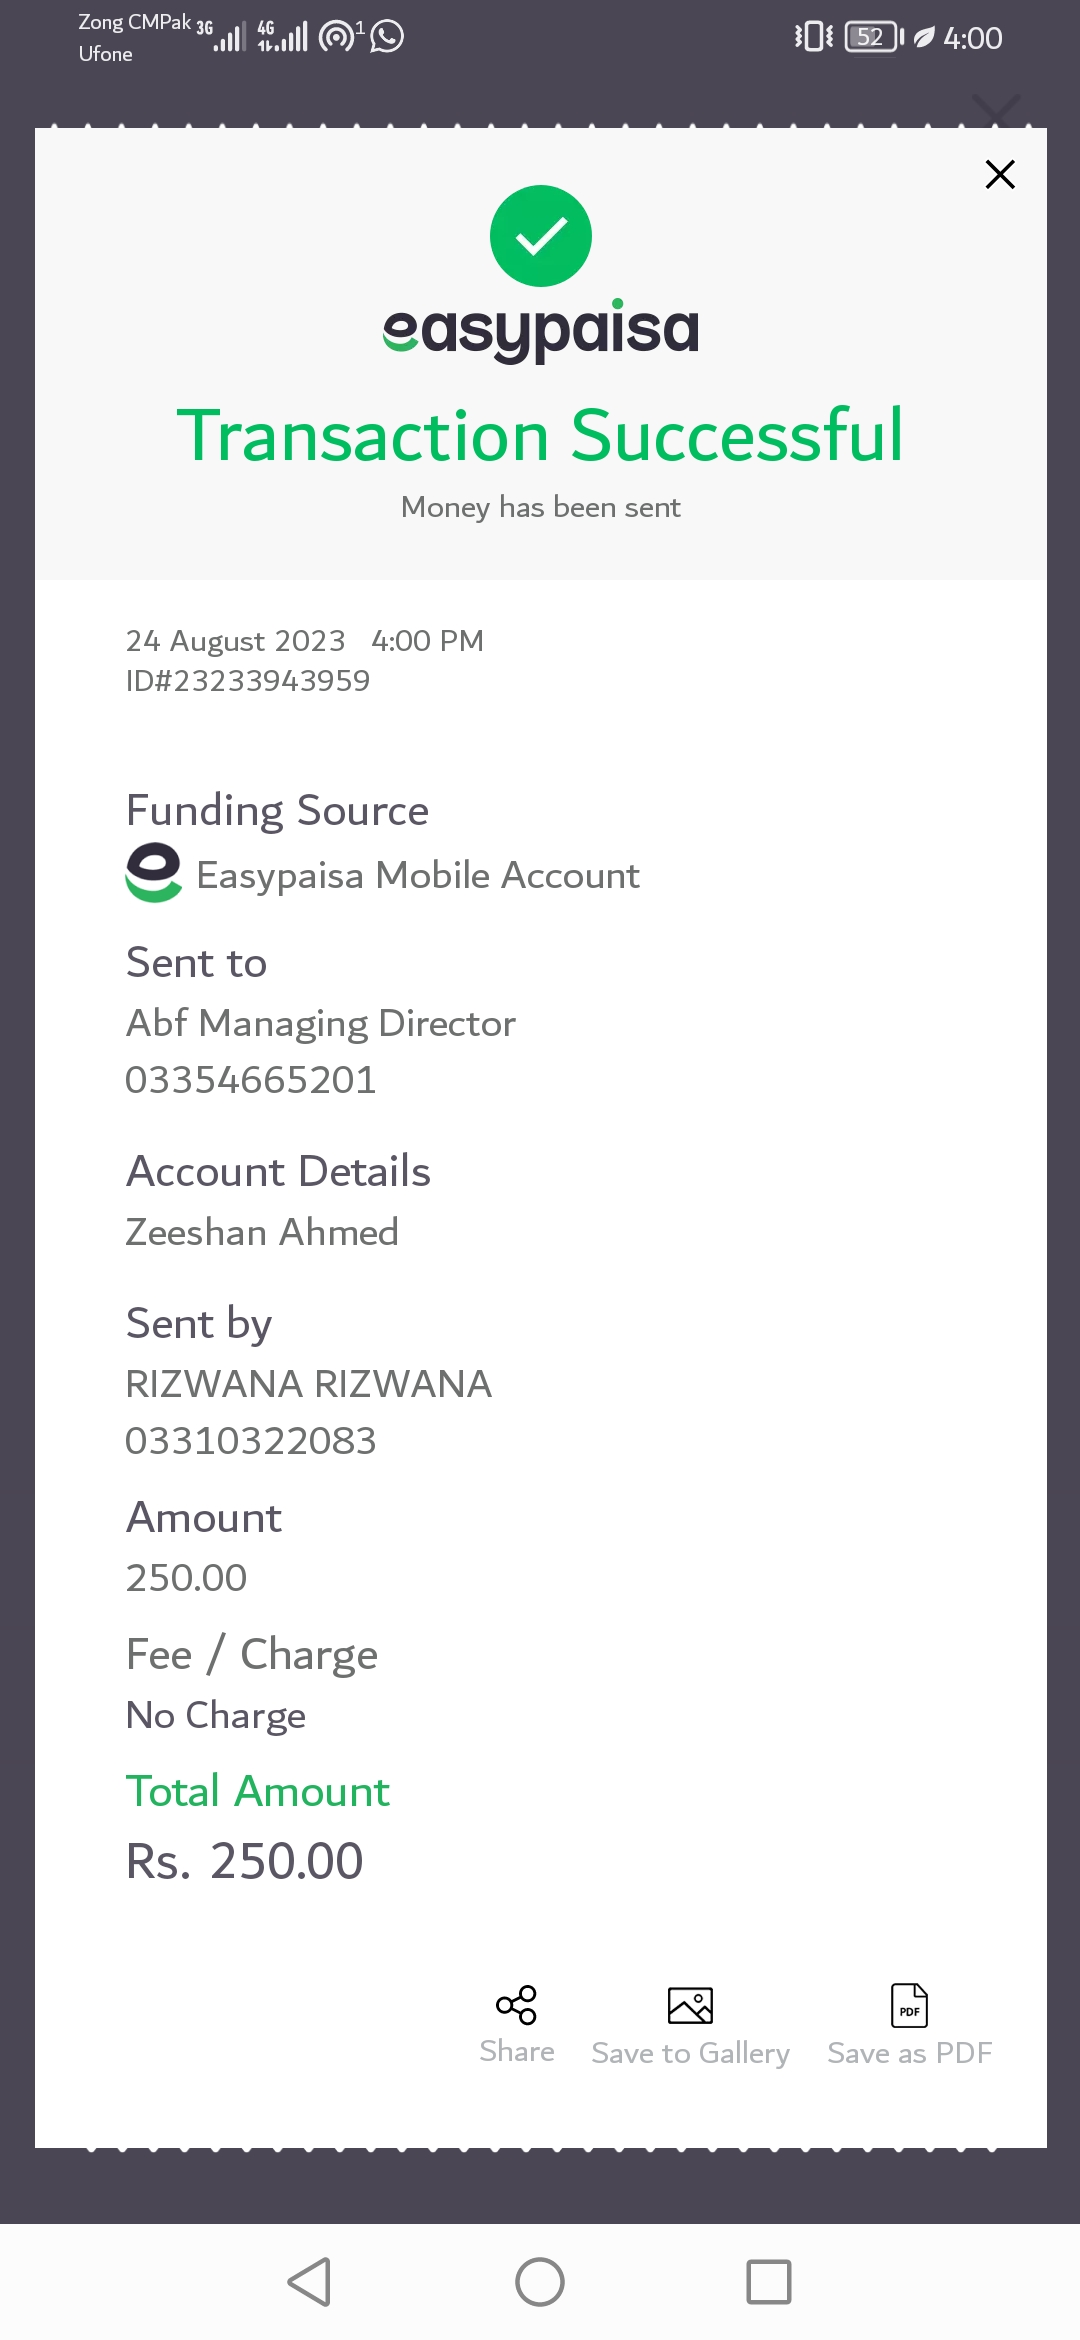 Zong CMPak 3G 4G 1 52 4:00
Ufone
easypaisa
Transaction Successful
Money has been sent
24 August 2023 4:00 PM
ID#23233943959
Funding Source
Easypaisa Mobile Account
Sent to
Abf Managing Director
03354665201
Account Details
Zeeshan Ahmed
Sent by
RIZWANA RIZWANA
03310322083
Amount
250.00
Fee / Charge
No Charge
Total Amount
Rs. 250.00
PDF
Share Save to Gallery Save as PDF